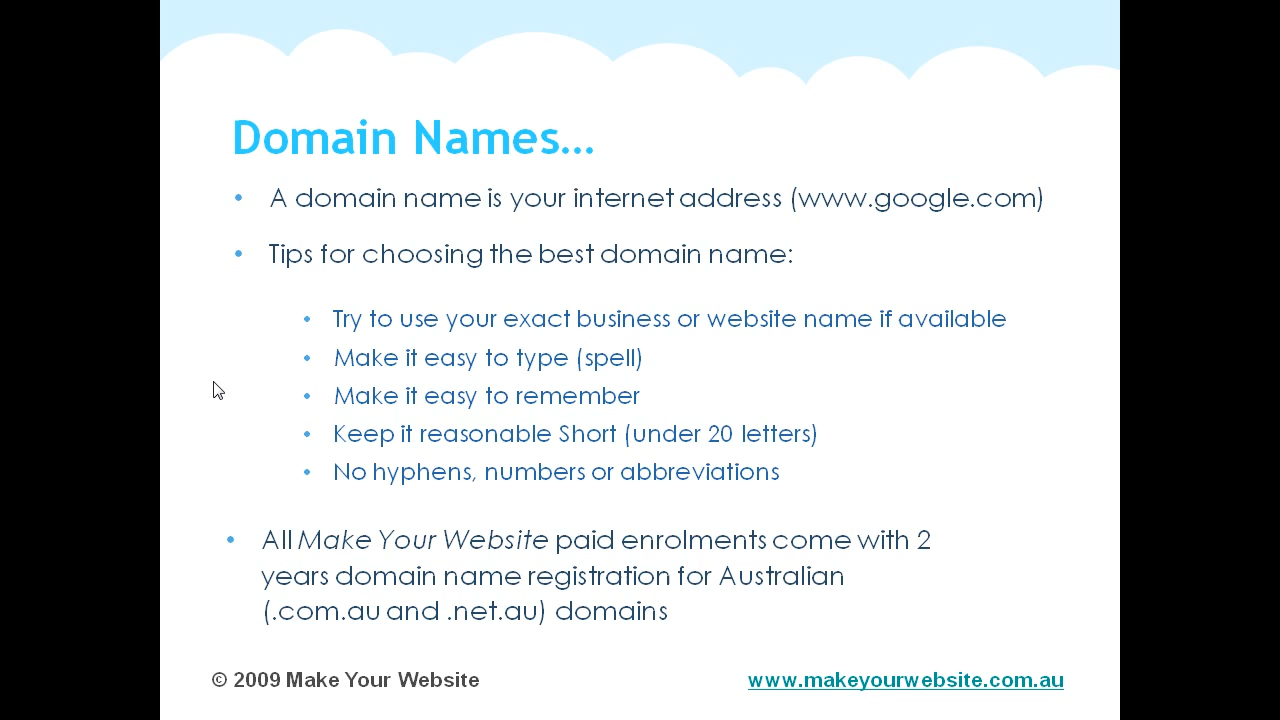 Domain Names...
• A domain name is your internet address (www.google.com)
• Tips for choosing the best domain name:
• Try to use your exact business or website name if available
• Make it easy to type (spell)
• Make it easy to remember
• Keep it reasonable Short (under 20 letters)
• No hyphens, numbers or abbreviations
• All Make Your Website paid enrolments come with 2
years domain name registration for Australian
(.com.au and .net.au) domains
© 2009 Make Your Website
www.makeyourwebsite.com.au